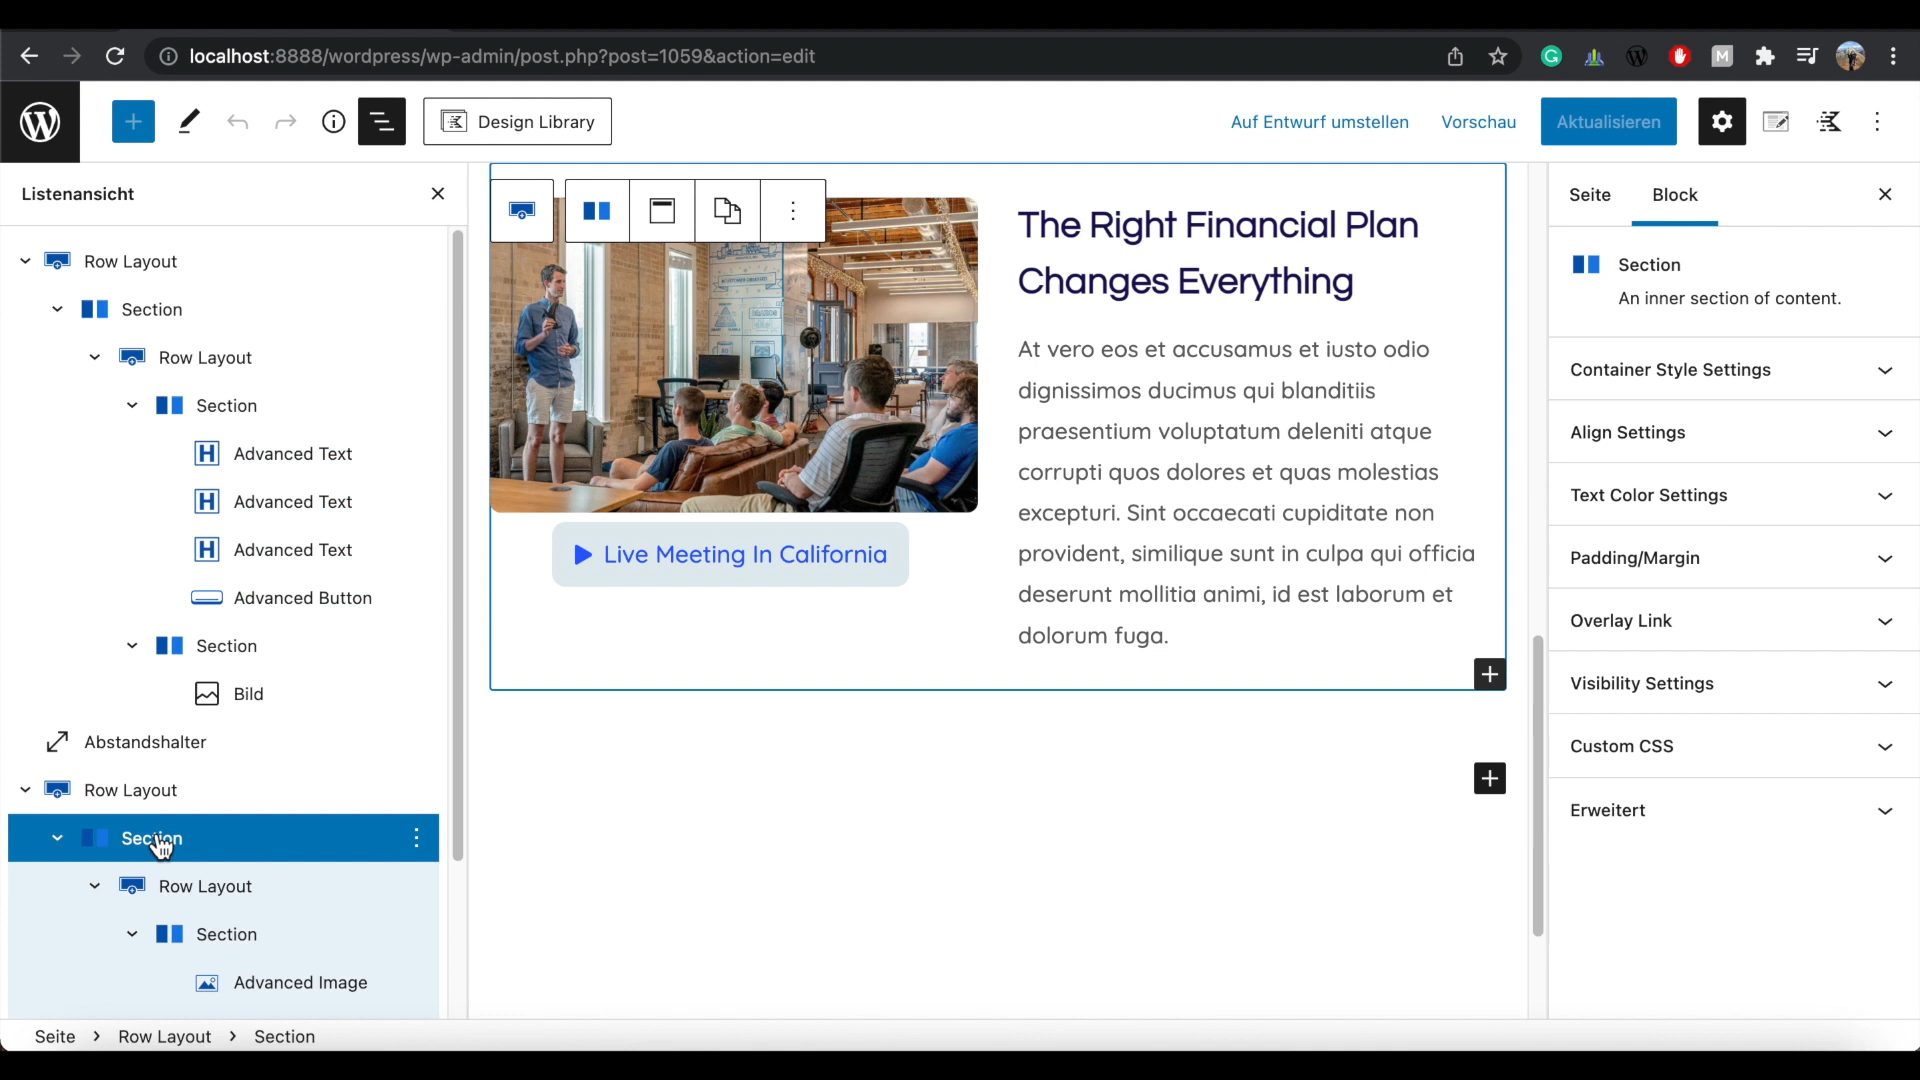 localhost:8888/wordpress/wp-admin/post.php?post=1059&action=edit
Design Library
Auf Entwurf umstellen
Vorschau
Aktualisieren
Listenansicht
Row Layout
Section
Row Layout
Section
Advanced Text
Advanced Text
Advanced Text
Advanced Button
Section
Bild
Abstandshalter
Row Layout
Section
Row Layout
Section
Advanced Image
The Right Financial Plan
Changes Everything
At vero eos et accusamus et iusto odio
dignissimos ducimus qui blanditiis
praesentium voluptatum deleniti atque
corrupti quos dolores et quas molestias
excepturi. Sint occaecati cupiditate non
provident, similique sunt in culpa qui officia
deserunt mollitia animi, id est laborum et
dolorum fuga.
Live Meeting In California
Seite
Block
Section
An inner section of content.
Container Style Settings
Align Settings
Text Color Settings
Padding/Margin
Overlay Link
Visibility Settings
Custom CSS
Erweitert
Seite > Row Layout > Section